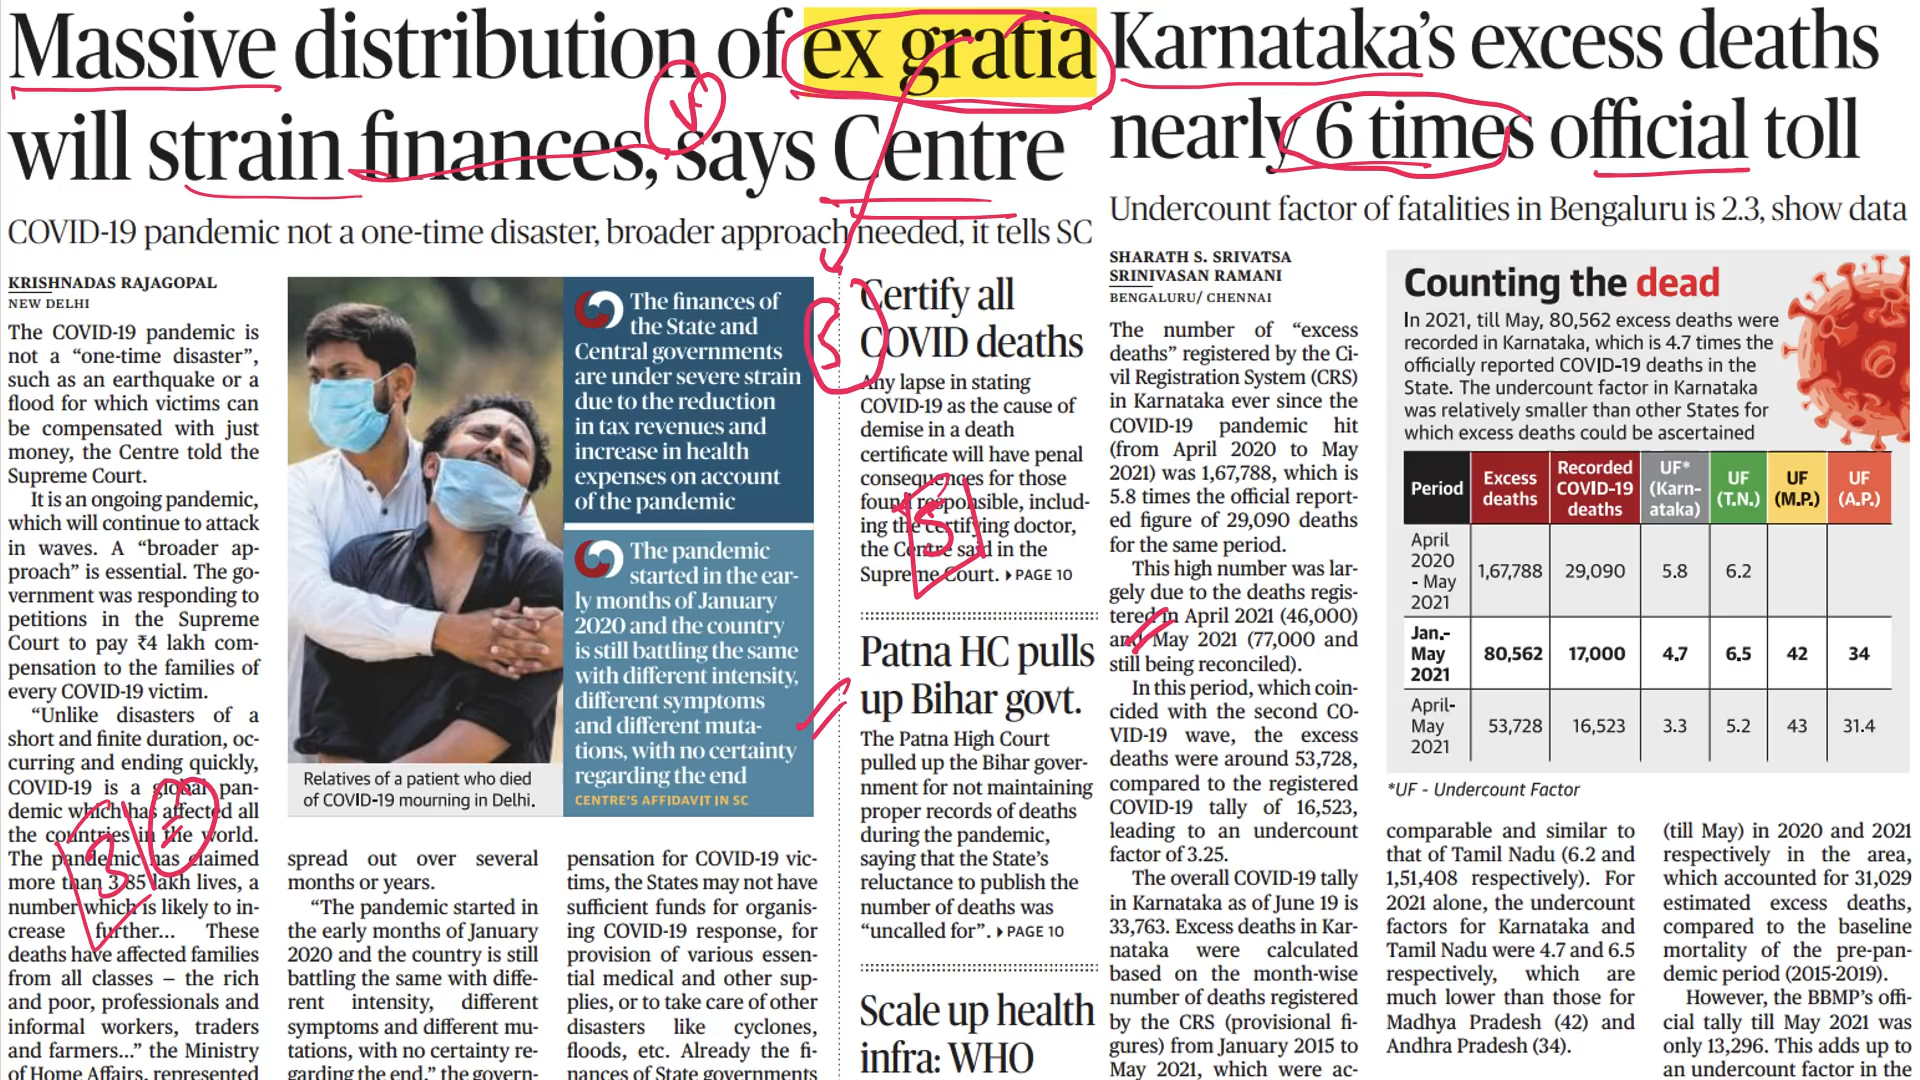 Massive distribution of ex gratia
will strain finances, says Centre
COVID-19 pandemic not a one-time disaster, broader approach needed, it tells SC
KRISHNADAS RAJAGOPAL
NEW DELHI
The COVID-19 pandemic is
not a “one-time disaster”,
such as an earthquake or a
flood for which victims can
be compensated with just
money, the Centre told the
Supreme Court.
It is an ongoing pandemic,
which will continue to attack
in waves. A “broader ap-
proach” is essential. The go-
vernment was responding to
petitions in the Supreme
Court to pay ₹4 lakh com-
pensation to the families of
every COVID-19 victim.
“Unlike disasters of a
short and finite duration, oc-
curring and ending quickly,
COVID-19 is a global pan-
demic which has affected all
the countries in the world.
The pandemic has claimed
more than 3.85 lakh lives, a
number which is likely to in-
crease further... These
deaths have affected families
from all classes – the rich
and poor, professionals and
informal workers, traders
and farmers...” the Ministry
of Home Affairs, represented
The finances of
the State and
Central governments
are under severe strain
due to the reduction
in tax revenues and
increase in health
expenses on account
of the pandemic
The pandemic
started in the ear-
ly months of January
2020 and the country
is still battling the same
with different intensity,
different symptoms
and different muta-
tions, with no certainty
regarding the end
CENTRE’S AFFIDAVIT IN SC
Relatives of a patient who died
of COVID-19 mourning in Delhi.
spread out over several
months or years.
“The pandemic started in
the early months of January
2020 and the country is still
battling the same with diffe-
rent intensity, different
symptoms and different mu-
tations, with no certainty re-
garding the end,” the govern-
pensation for COVID-19 vic-
tims, the States may not have
sufficient funds for organis-
ing COVID-19 response, for
provision of various essen-
tial medical and other sup-
plies, or to take care of other
disasters like cyclones,
floods, etc. Already the fi-
nances of State governments
Certify all
COVID deaths
Any lapse in stating
COVID-19 as the cause of
demise in a death
certificate will have penal
consequences for those
found responsible, includ-
ing the certifying doctor,
the Centre said in the
Supreme Court. ▸ PAGE 10
Patna HC pulls
up Bihar govt.
The Patna High Court
pulled up the Bihar gover-
nment for not maintaining
proper records of deaths
during the pandemic,
saying that the State’s
reluctance to publish the
number of deaths was
“uncalled for”. ▸ PAGE 10
Scale up health
infra: WHO
Karnataka’s excess deaths
nearly 6 times official toll
Undercount factor of fatalities in Bengaluru is 2.3, show data
SHARATH S. SRIVATSA
SRINIVASAN RAMANI
BENGALURU/ CHENNAI
The number of “excess
deaths” registered by the Ci-
vil Registration System (CRS)
in Karnataka ever since the
COVID-19 pandemic hit
(from April 2020 to May
2021) was 1,67,788, which is
5.8 times the official report-
ed figure of 29,090 deaths
for the same period.
This high number was lar-
gely due to the deaths regis-
tered in April 2021 (46,000)
and May 2021 (77,000 and
still being reconciled).
In this period, which coin-
cided with the second CO-
VID-19 wave, the excess
deaths were around 53,728,
compared to the registered
COVID-19 tally of 16,523,
leading to an undercount
factor of 3.25.
The overall COVID-19 tally
in Karnataka as of June 19 is
33,763. Excess deaths in Kar-
nataka were calculated
based on the month-wise
number of deaths registered
by the CRS (provisional fi-
gures) from January 2015 to
May 2021, which were ac-
Counting the dead
In 2021, till May, 80,562 excess deaths were
recorded in Karnataka, which is 4.7 times the
officially reported COVID-19 deaths in the
State. The undercount factor in Karnataka
was relatively smaller than other States for
which excess deaths could be ascertained
Period Excess deaths Recorded COVID-19 deaths UF* (Karn-ataka) UF (T.N.) UF (M.P.) UF (A.P.)
April 2020 - May 2021 1,67,788 29,090 5.8 6.2
Jan.- May 2021 80,562 17,000 4.7 6.5 42 34
April- May 2021 53,728 16,523 3.3 5.2 43 31.4
*UF - Undercount Factor
comparable and similar to
that of Tamil Nadu (6.2 and
1,51,408 respectively). For
2021 alone, the undercount
factors for Karnataka and
Tamil Nadu were 4.7 and 6.5
respectively, which are
much lower than those for
Madhya Pradesh (42) and
Andhra Pradesh (34).
(till May) in 2020 and 2021
respectively in the area,
which accounted for 31,029
estimated excess deaths,
compared to the baseline
mortality of the pre-pan-
demic period (2015-2019).
However, the BBMP’s offi-
cial tally till May 2021 was
only 13,296. This adds up to
an undercount factor in the